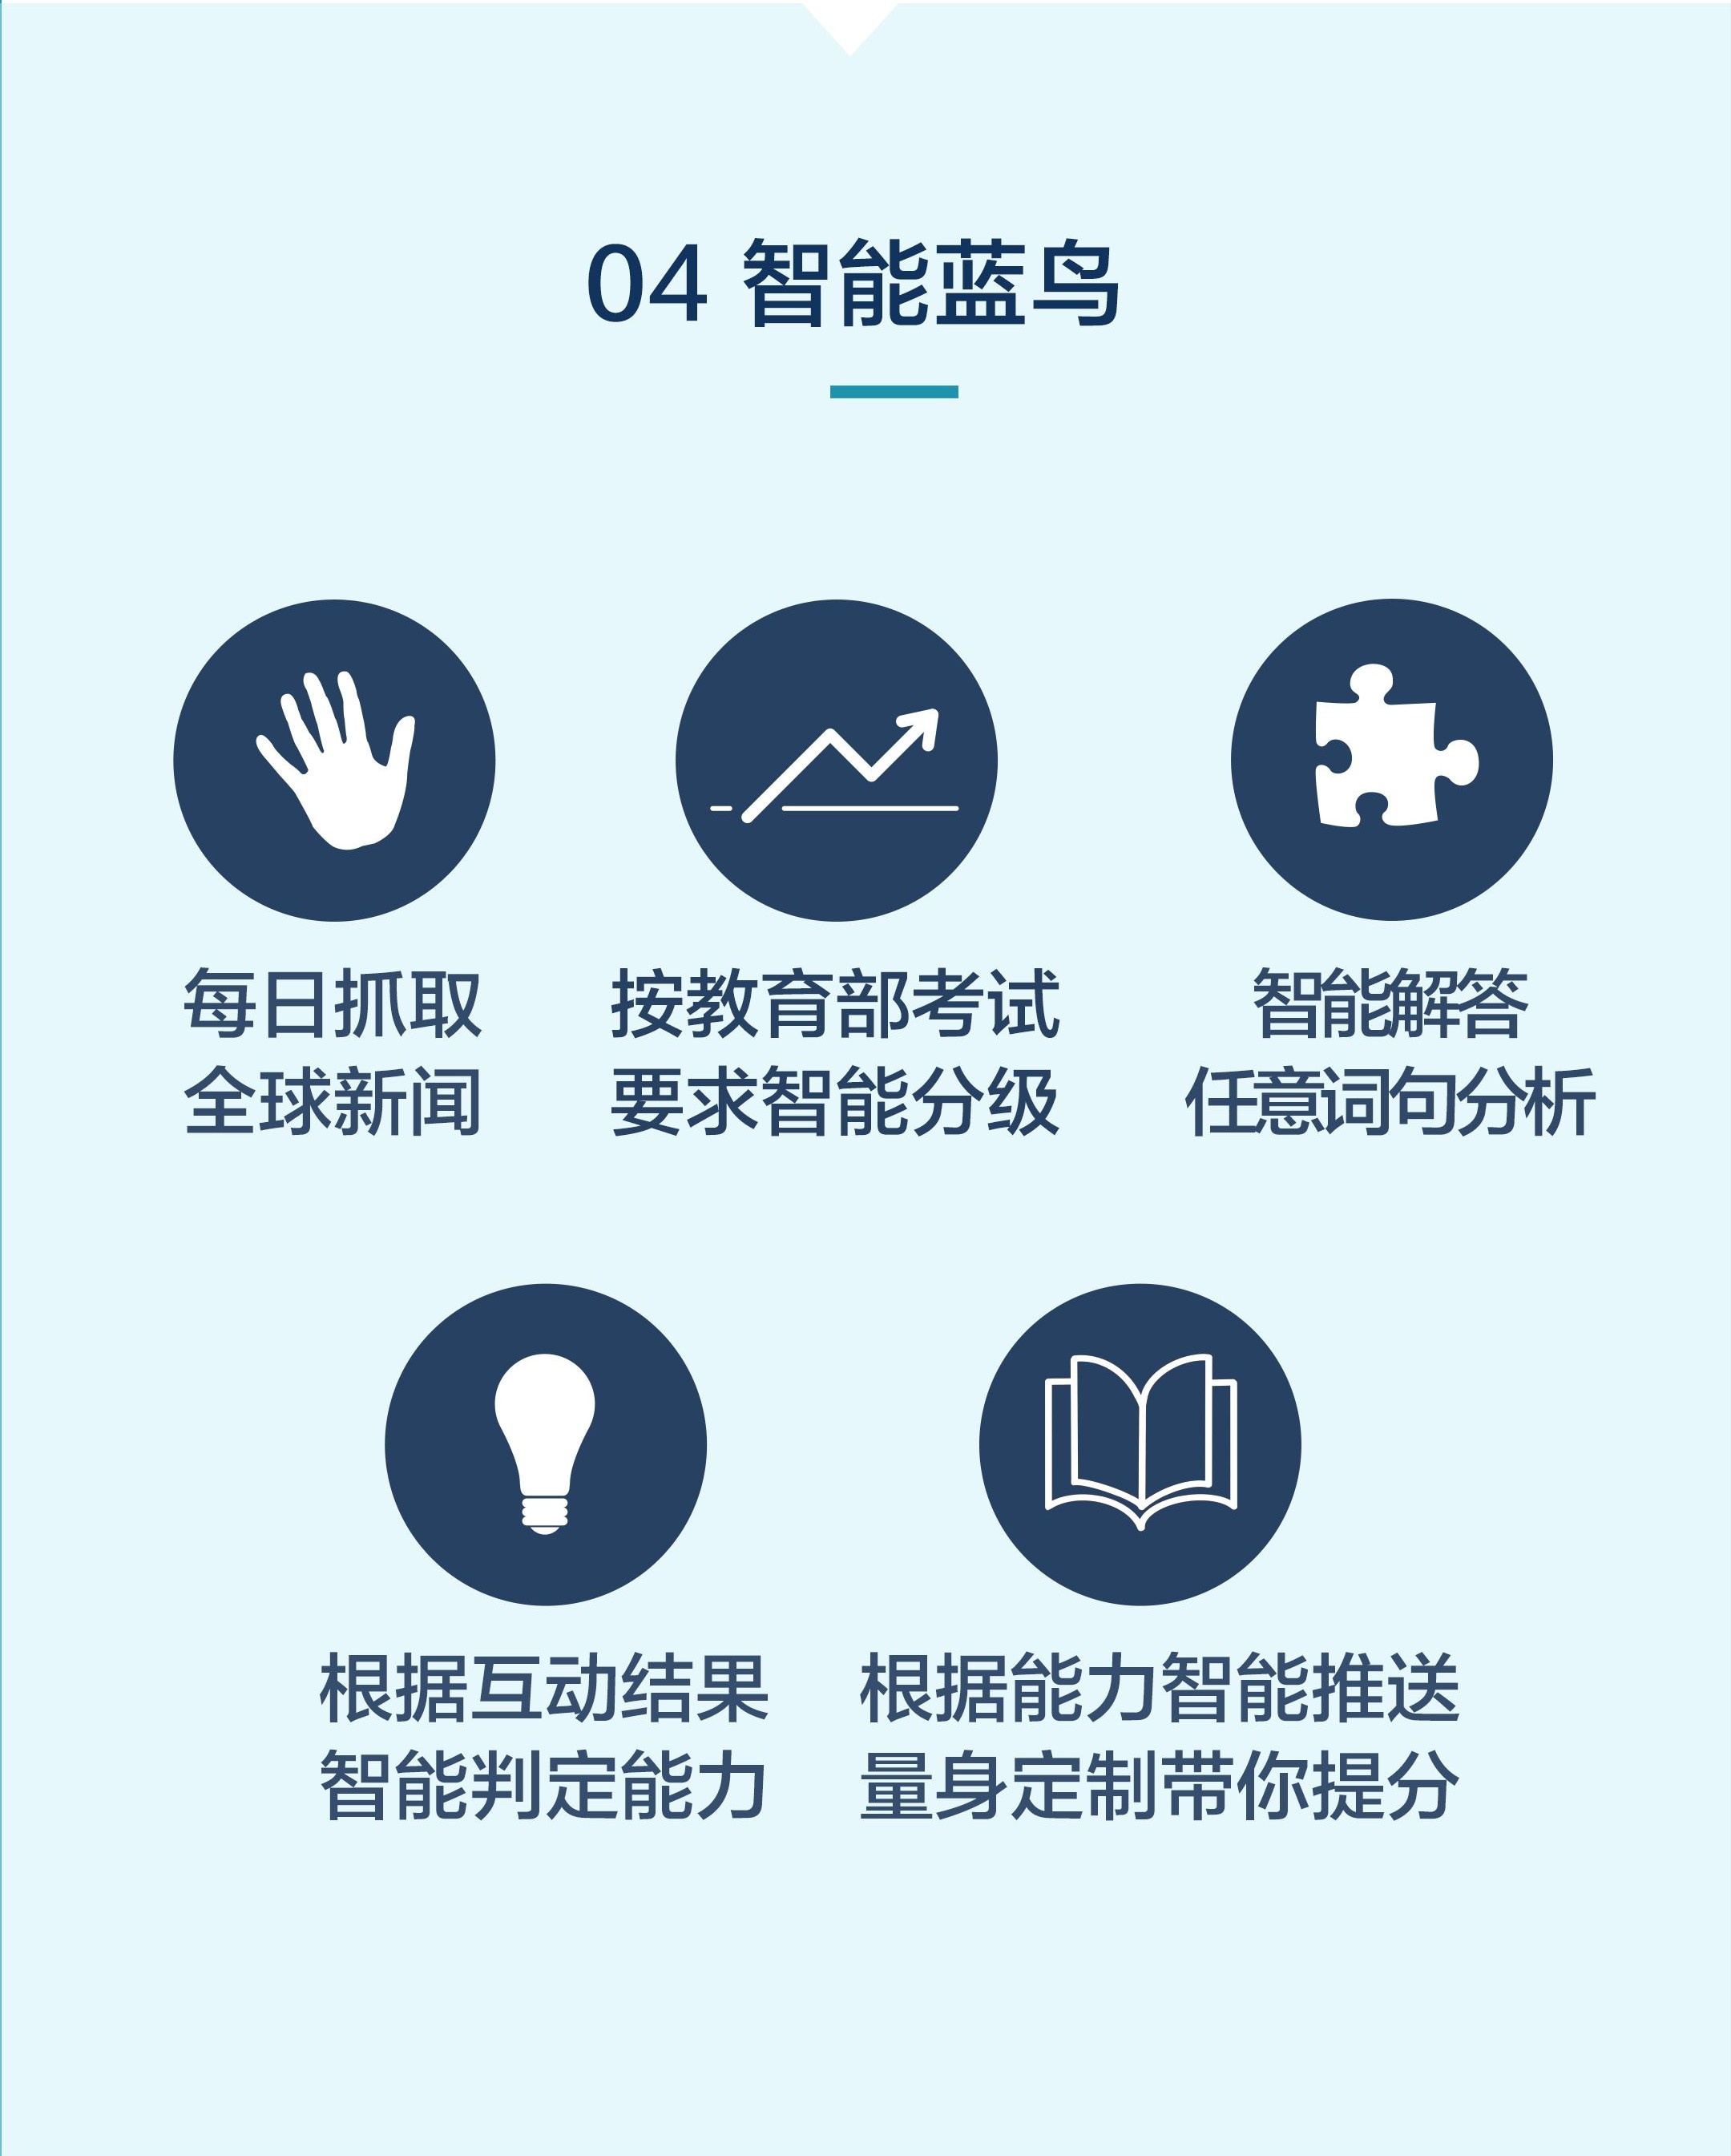 04 智能蓝鸟
每日抓取
全球新闻
按教育部考试
要求智能分级
智能解答
任意词句分析
根据互动结果
智能判定能力
根据能力智能推送
量身定制带你提分